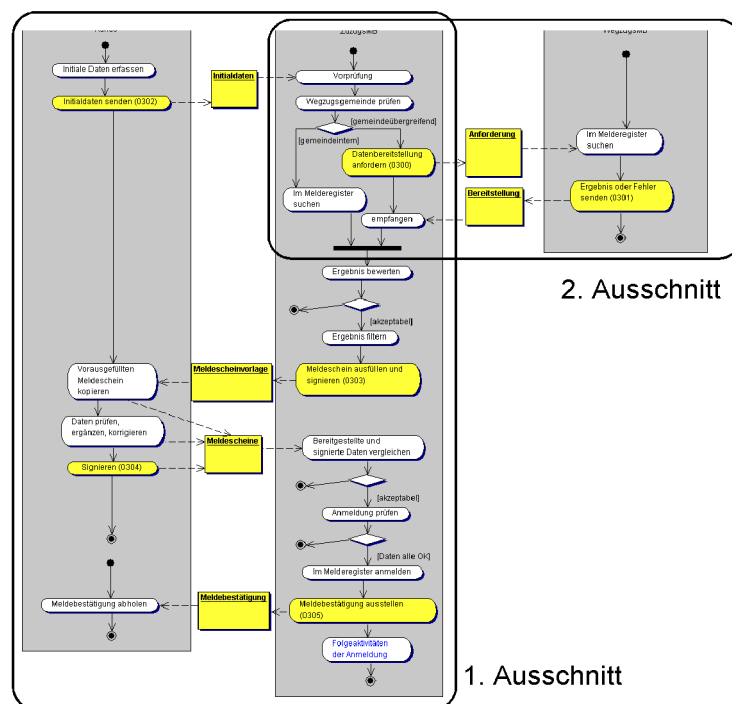 Initiale Daten erfassen
Initialdaten senden (0302)
Initialdaten
Vorprüfung
Wegzugsgemeinde prüfen
[gemeindeübergreifend]
[gemeindeintern]
Datenbereitstellung
anfordern (0300)
Anforderung
Im Melderegister
suchen
Im Melderegister
suchen
Bereitstellung
Ergebnis oder Fehler
senden (0301)
empfangen
Ergebnis bewerten
2. Ausschnitt
[akzeptabel]
Ergebnis filtern
Vorausgefüllten
Meldeschein
kopieren
Meldescheinvorlage
Meldeschein ausfüllen und
signieren (0303)
Daten prüfen,
ergänzen, korrigieren
Meldescheine
Bereitgestellte und
signierte Daten vergleichen
Signieren (0304)
[akzeptabel]
Anmeldung prüfen
[Daten alle OK]
Im Melderegister anmelden
Meldebestätigung abholen
Meldebestätigung
Meldebestätigung ausstellen
(0305)
Folgeaktivitäten
der Anmeldung
1. Ausschnitt